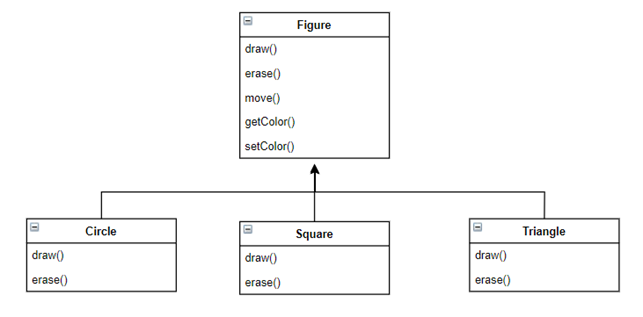 Figure
draw()
erase()
move()
getColor()
setColor()
Circle
draw()
erase()
Square
draw()
erase()
Triangle
draw()
erase()